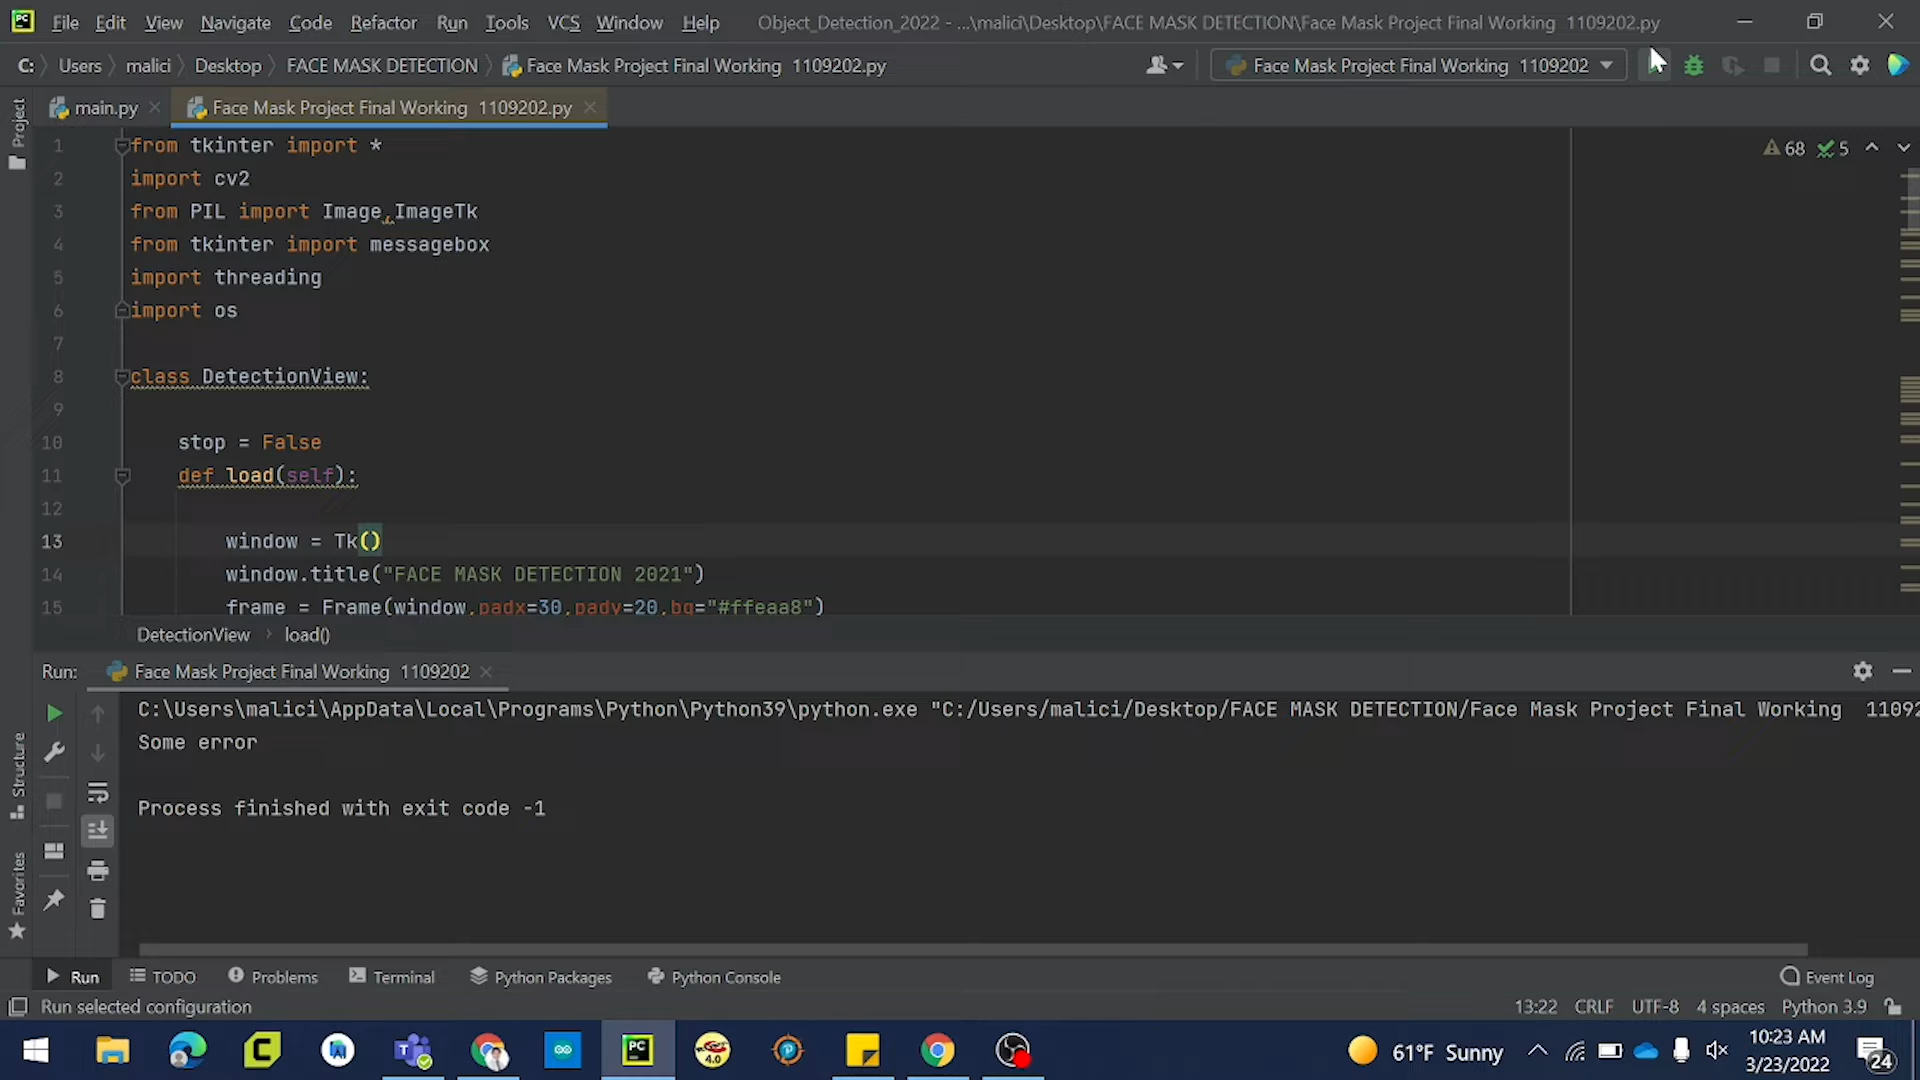 File Edit View Navigate Code Refactor Run Tools VCS Window Help Object_Detection_2022 - ...\malici\Desktop\FACE MASK DETECTION\Face Mask Project Final Working 1109202.py
C: Users malici Desktop FACE MASK DETECTION Face Mask Project Final Working 1109202.py Face Mask Project Final Working 1109202
main.py Face Mask Project Final Working 1109202.py
Project
1 from tkinter import *
68 5
2 import cv2
3 from PIL import Image,ImageTk
4 from tkinter import messagebox
5 import threading
6 import os
7
8 class DetectionView:
9
10 stop = False
11 def load(self):
12
13 window = Tk()
14 window.title("FACE MASK DETECTION 2021")
15 frame = Frame(window,padx=30,pady=20,bg="#ffeaa8")
DetectionView load()
Run: Face Mask Project Final Working 1109202
C:\Users\malici\AppData\Local\Programs\Python\Python39\python.exe "C:/Users/malici/Desktop/FACE MASK DETECTION/Face Mask Project Final Working 11092
Some error
Process finished with exit code -1
Structure
Favorites
Run TODO Problems Terminal Python Packages Python Console Event Log
Run selected configuration 13:22 CRLF UTF-8 4 spaces Python 3.9
PC 4.0 61°F Sunny 10:23 AM
3/23/2022 24